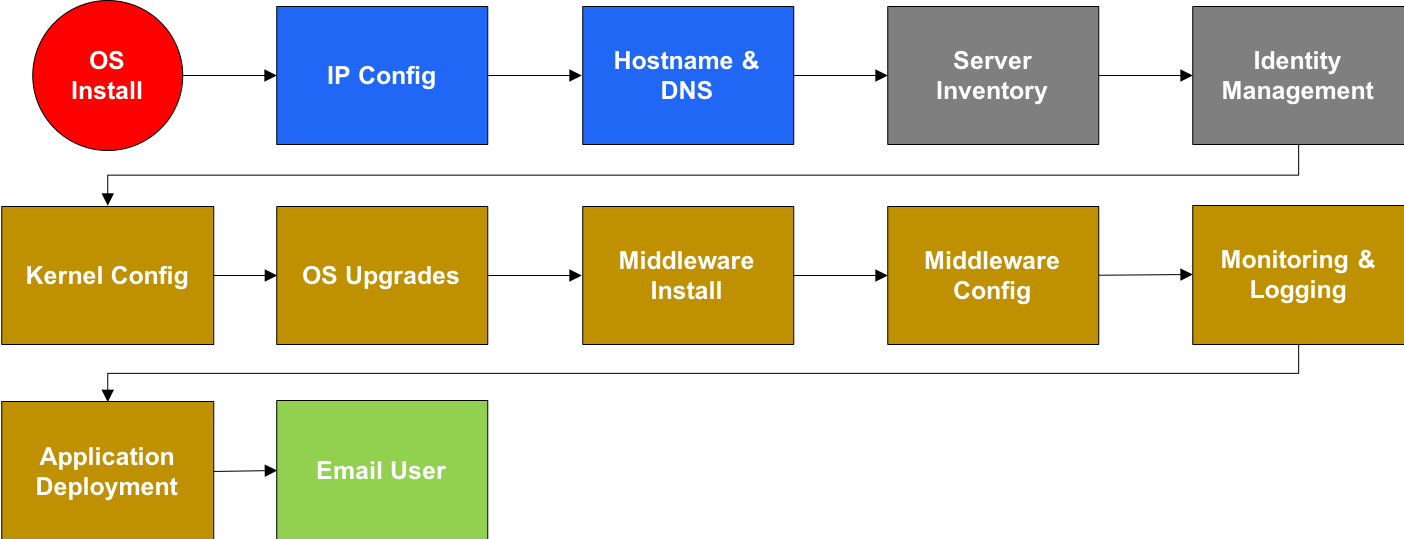 OS
Install
IP Config
Hostname &
DNS
Server
Inventory
Identity
Management
Kernel Config
OS Upgrades
Middleware
Install
Middleware
Config
Monitoring &
Logging
Application
Deployment
Email User